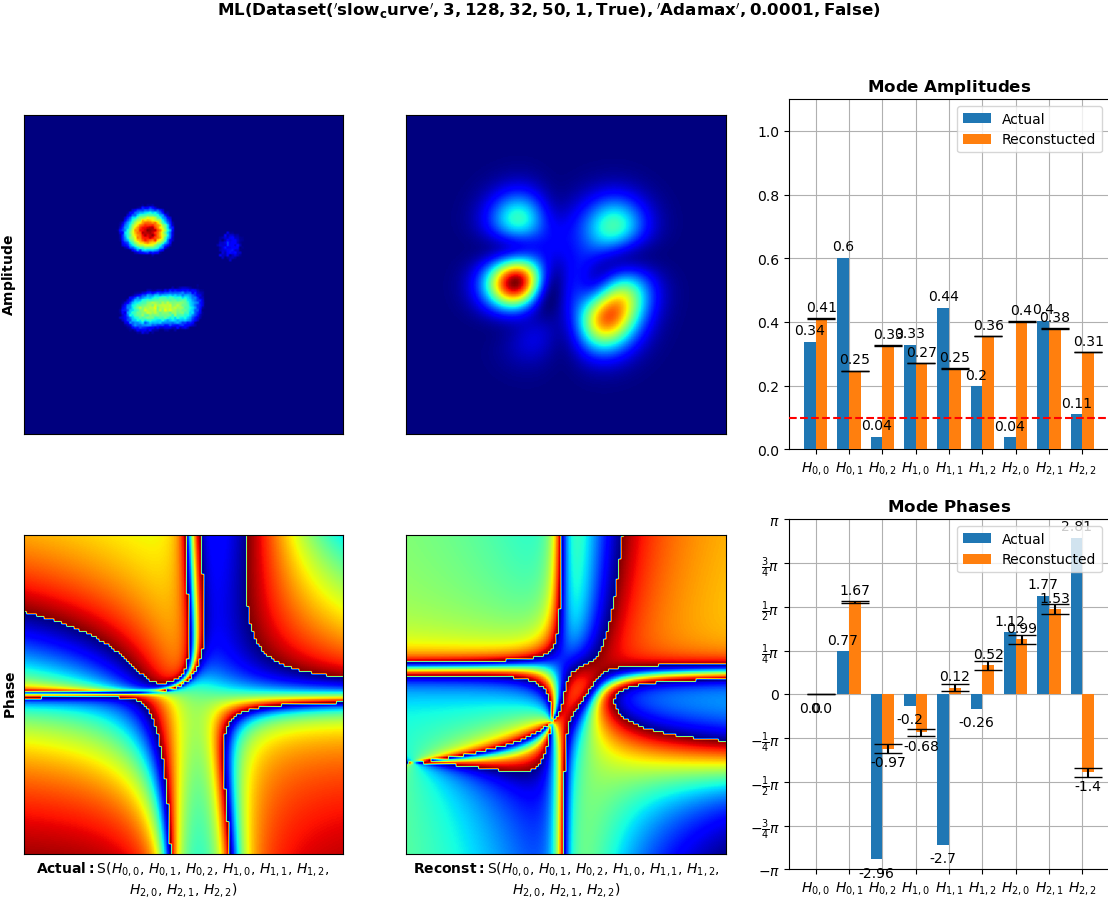 ML(Dataset('slow_curve', 3, 128, 32, 50, 1, True), 'Adamax', 0.0001, False)
Amplitude
Mode Amplitudes
Actual
Reconstucted
1.0
0.8
0.6
0.4
0.2
0.0
0.34
0.41
0.6
0.25
0.04
0.33
0.33
0.27
0.44
0.25
0.2
0.36
0.04
0.4
0.4
0.38
0.11
0.31
H0,0 H0,1 H0,2 H1,0 H1,1 H1,2 H2,0 H2,1 H2,2
Phase
Actual: S(H0,0, H0,1, H0,2, H1,0, H1,1, H1,2,
H2,0, H2,1, H2,2)
Reconst: S(H0,0, H0,1, H0,2, H1,0, H1,1, H1,2,
H2,0, H2,1, H2,2)
Mode Phases
Actual
Reconstucted
π
3/4π
1/2π
1/4π
0
−1/4π
−1/2π
−3/4π
−π
0.0
0.0
0.77
1.67
-2.96
-0.97
-0.2
-0.68
-2.7
0.12
-0.26
0.52
1.12
0.99
1.77
1.53
2.81
-1.4
H0,0 H0,1 H0,2 H1,0 H1,1 H1,2 H2,0 H2,1 H2,2